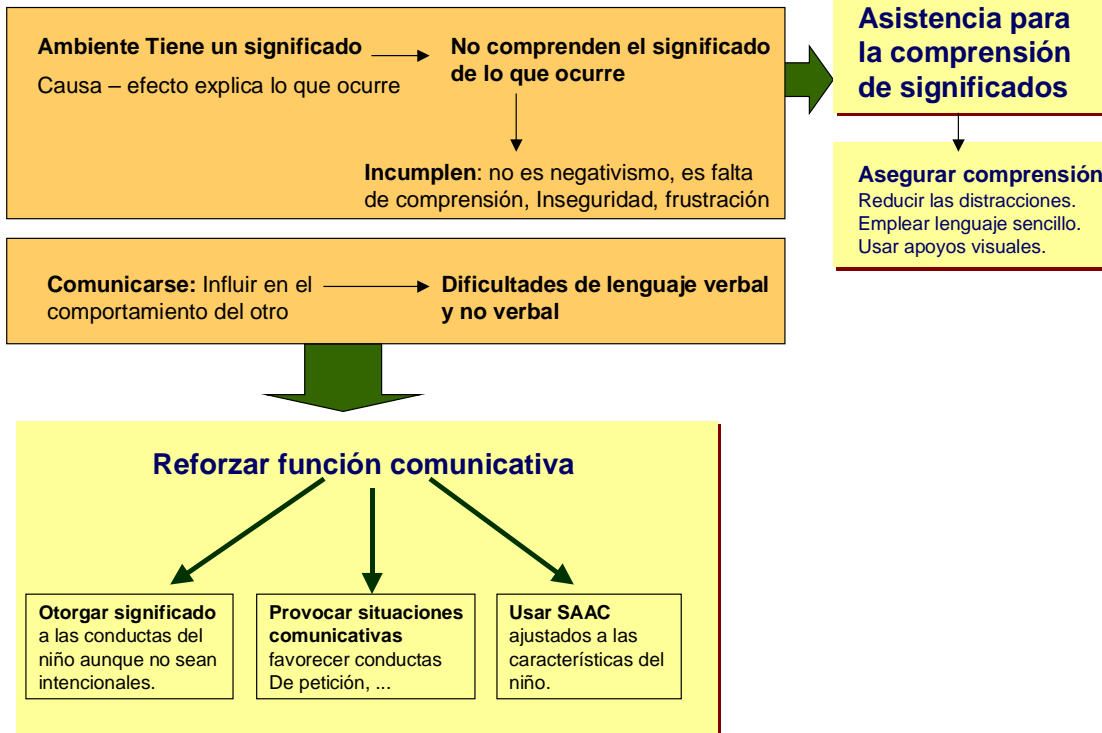 Ambiente Tiene un significado
Causa – efecto explica lo que ocurre
No comprenden el significado
de lo que ocurre
Incumplen: no es negativismo, es falta
de comprensión, Inseguridad, frustración
Asistencia para
la comprensión
de significados
Asegurar comprensión
Reducir las distracciones.
Emplear lenguaje sencillo.
Usar apoyos visuales.
Comunicarse: Influir en el
comportamiento del otro
Dificultades de lenguaje verbal
y no verbal
Reforzar función comunicativa
Otorgar significado
a las conductas del
niño aunque no sean
intencionales.
Provocar situaciones
comunicativas
favorecer conductas
De petición, ...
Usar SAAC
ajustados a las
características del
niño.